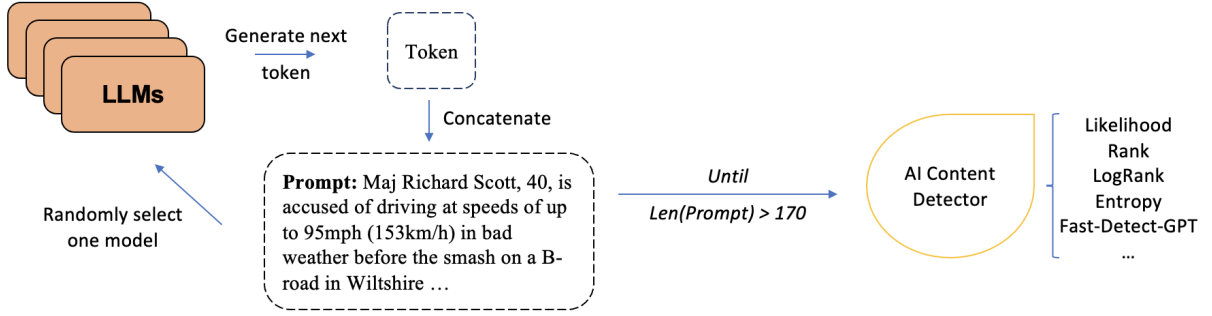 LLMs
Generate next
token
Token
Concatenate
Prompt: Maj Richard Scott, 40, is
accused of driving at speeds of up
to 95mph (153km/h) in bad
weather before the smash on a B-
road in Wiltshire …
Randomly select
one model
Until
Len(Prompt) > 170
AI Content
Detector
Likelihood
Rank
LogRank
Entropy
Fast-Detect-GPT
…